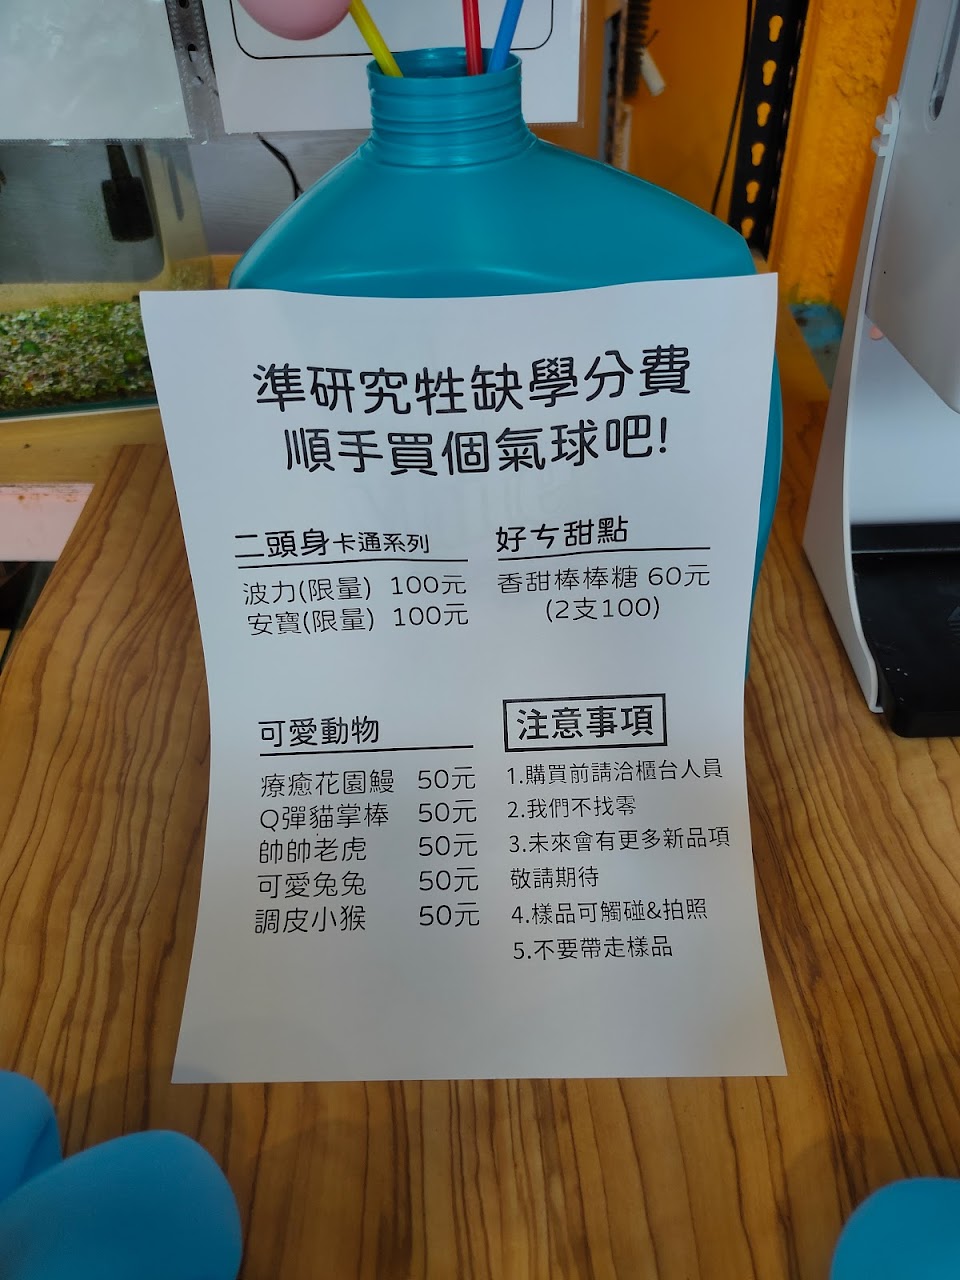 準研究牲缺學分費
順手買個氣球吧!
二頭身卡通系列
波力(限量) 100元
安寶(限量) 100元
好ㄘ甜點
香甜棒棒糖 60元
(2支100)
可愛動物
療癒花園鰻 50元
Q彈貓掌棒 50元
帥帥老虎 50元
可愛兔兔 50元
調皮小猴 50元
注意事項
1.購買前請洽櫃台人員
2.我們不找零
3.未來會有更多新品項
敬請期待
4.樣品可觸碰&拍照
5.不要帶走樣品